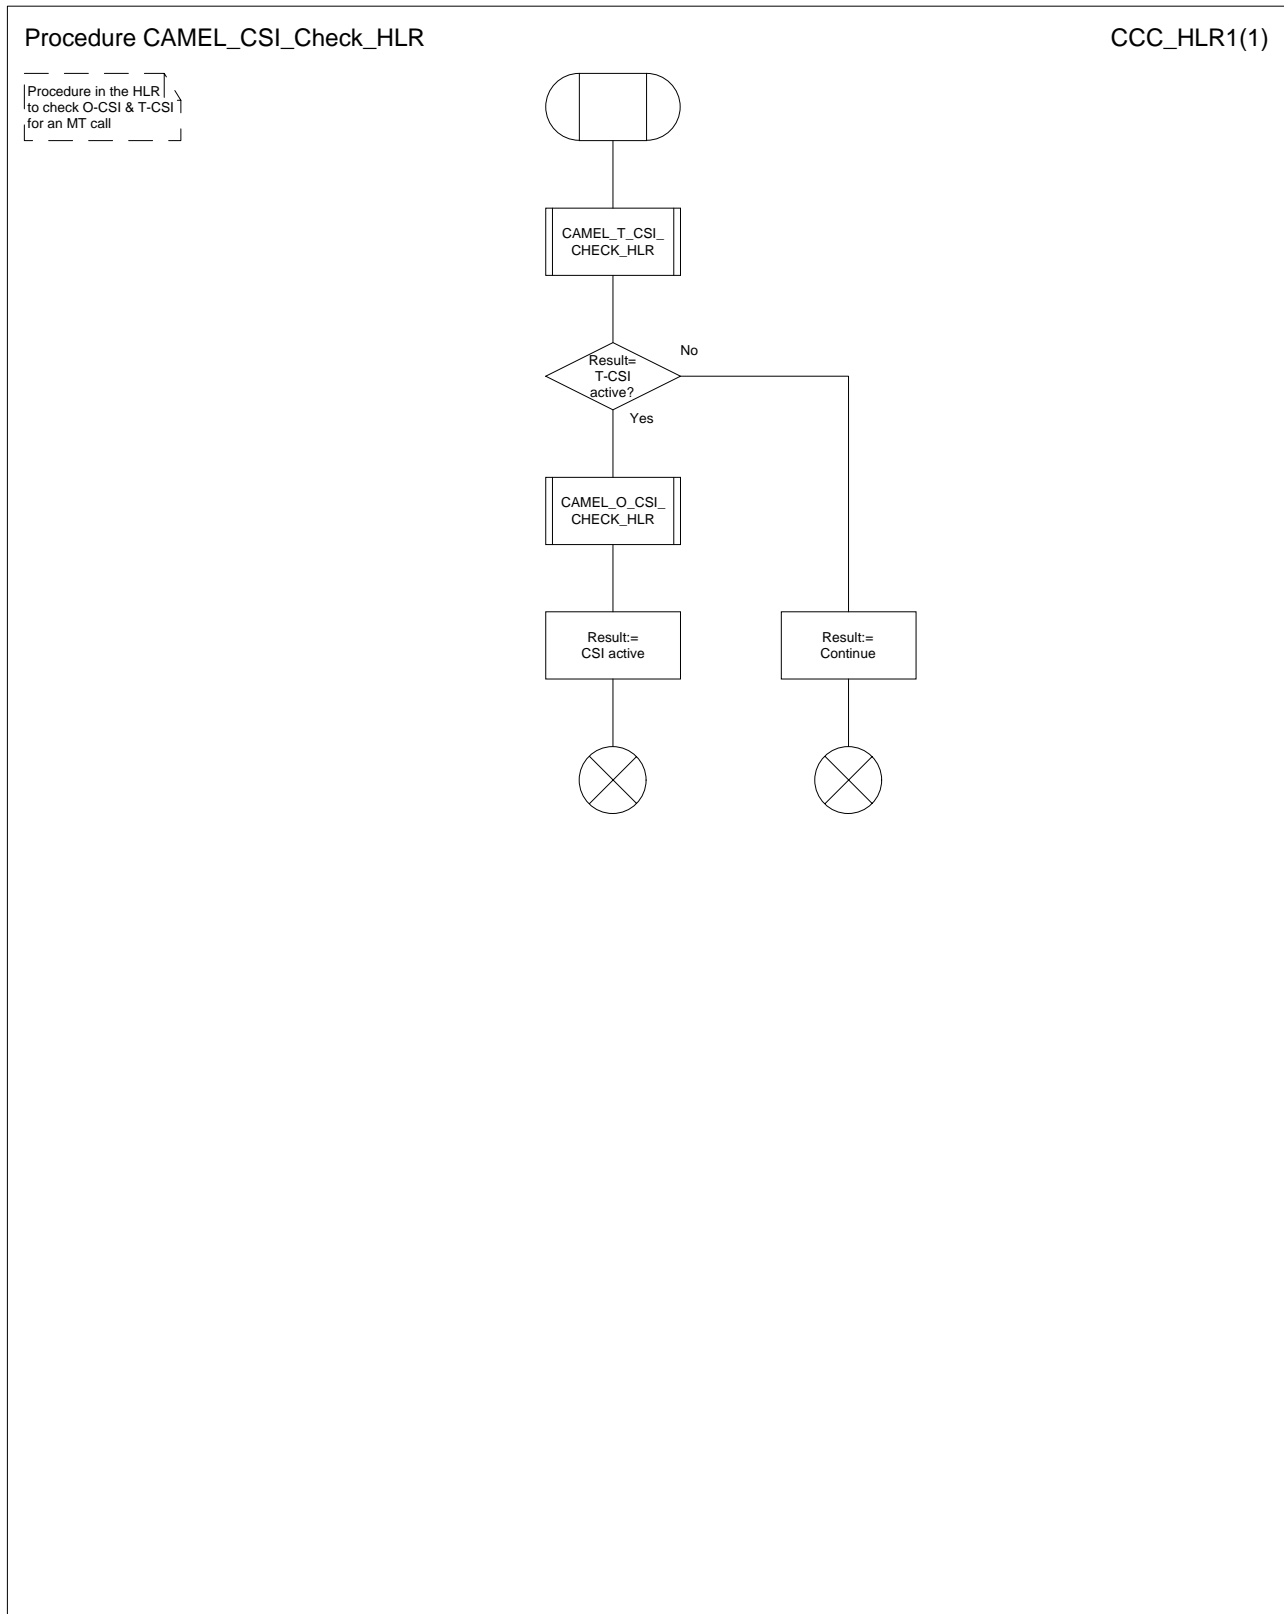 Procedure CAMEL_CSI_Check_HLR
CCC_HLR1(1)
Procedure in the HLR
to check O-CSI & T-CSI
for an MT call
CAMEL_T_CSI_
CHECK_HLR
Result=
T-CSI
active?
No
Yes
CAMEL_O_CSI_
CHECK_HLR
Result:=
CSI active
Result:=
Continue